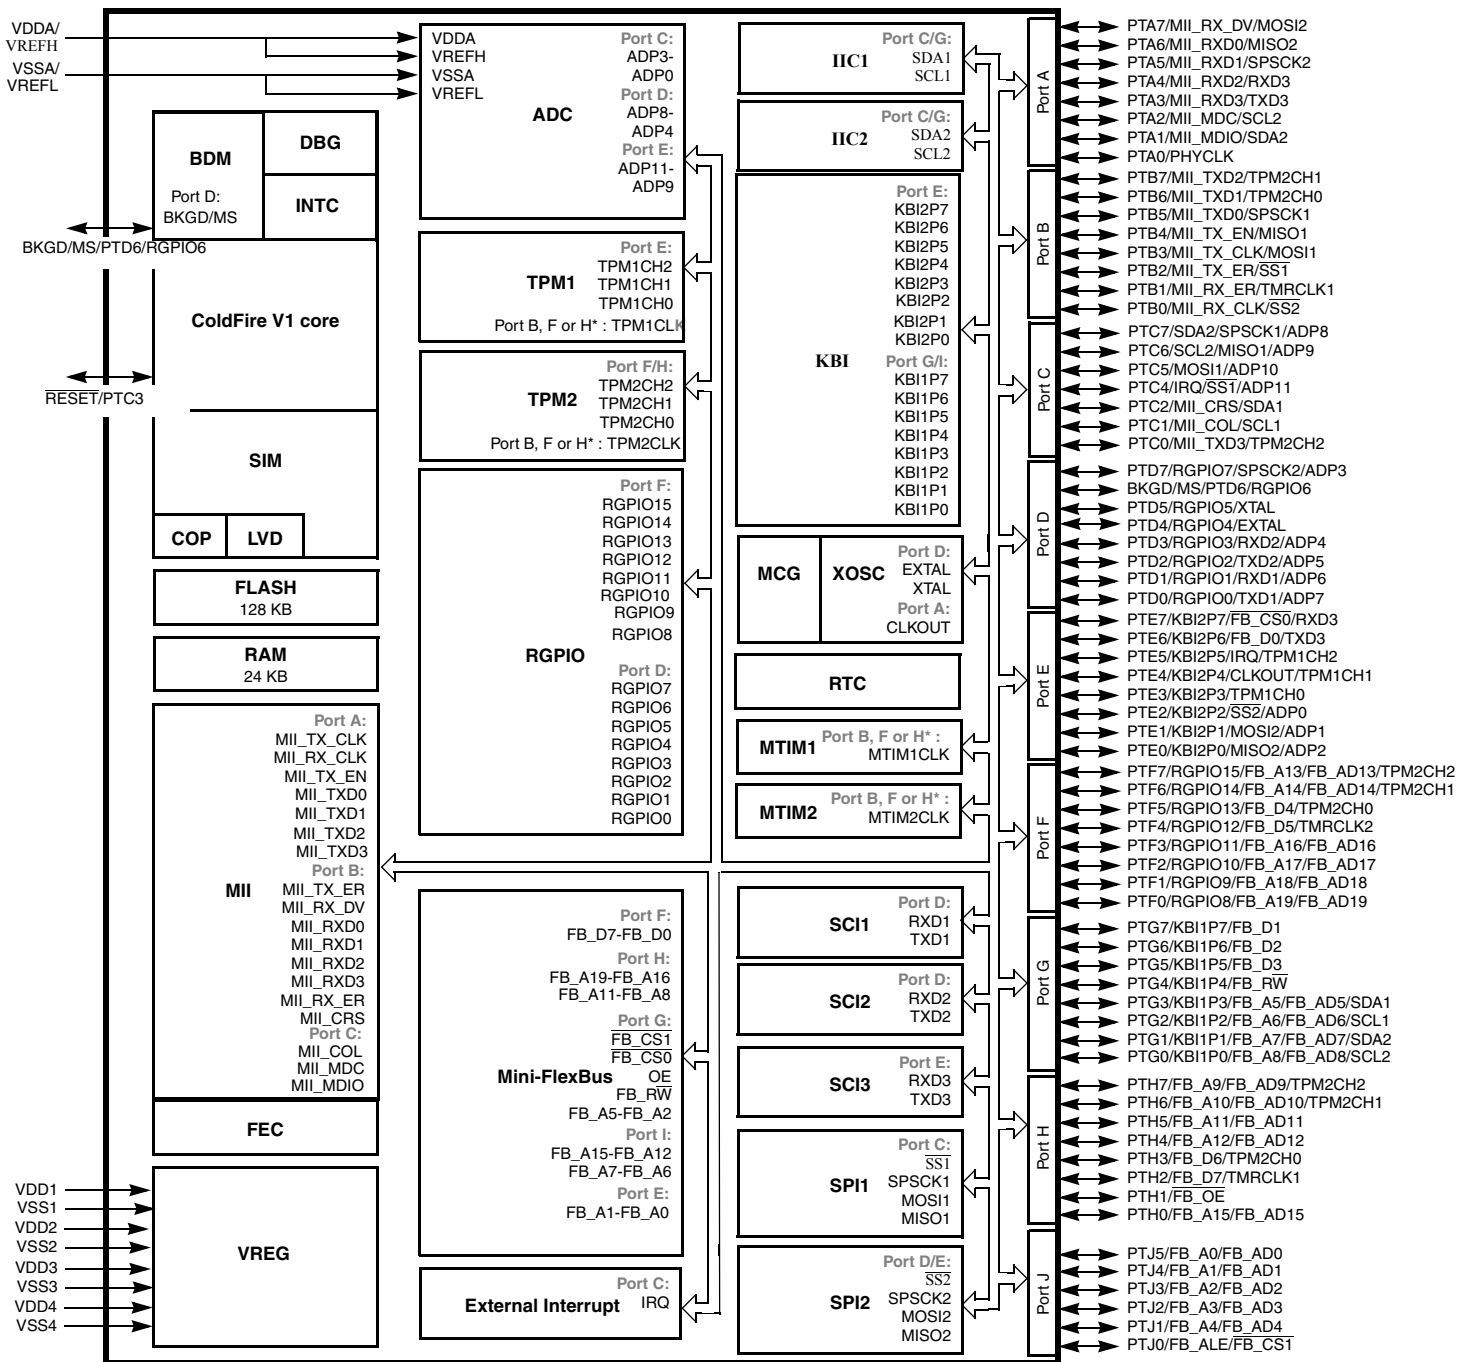 VDDA/
VREFH
VSSA/
VREFL
BDM
Port D:
BKGD/MS
DBG
INTC
BKGD/MS/PTD6/RGPIO6
ColdFire V1 core
RESET/PTC3
SIM
COP
LVD
FLASH
128 KB
RAM
24 KB
Port A:
MII_TX_CLK
MII_RX_CLK
MII_TX_EN
MII_TXD0
MII_TXD1
MII_TXD2
MII_TXD3
Port B:
MII
MII_TX_ER
MII_RX_DV
MII_RXD0
MII_RXD1
MII_RXD2
MII_RXD3
MII_RX_ER
MII_CRS
Port C:
MII_COL
MII_MDC
MII_MDIO
FEC
VDD1
VSS1
VDD2
VSS2
VDD3
VSS3
VDD4
VSS4
VREG
VDDA
VREFH
VSSA
VREFL
ADC
Port C:
ADP3-
ADP0
Port D:
ADP8-
ADP4
Port E:
ADP11-
ADP9
TPM1
Port E:
TPM1CH2
TPM1CH1
TPM1CH0
Port B, F or H* : TPM1CLK
TPM2
Port F/H:
TPM2CH2
TPM2CH1
TPM2CH0
Port B, F or H* : TPM2CLK
Port F:
RGPIO15
RGPIO14
RGPIO13
RGPIO12
RGPIO11
RGPIO10
RGPIO9
RGPIO8
RGPIO
Port D:
RGPIO7
RGPIO6
RGPIO5
RGPIO4
RGPIO3
RGPIO2
RGPIO1
RGPIO0
Port F:
FB_D7-FB_D0
Port H:
FB_A19-FB_A16
FB_A11-FB_A8
Port G:
FB_CS1
FB_CS0
Mini-FlexBus
OE
FB_RW
FB_A5-FB_A2
Port I:
FB_A15-FB_A12
FB_A7-FB_A6
Port E:
FB_A1-FB_A0
External Interrupt
Port C:
IRQ
IIC1
Port C/G:
SDA1
SCL1
IIC2
Port C/G:
SDA2
SCL2
Port E:
KBI2P7
KBI2P6
KBI2P5
KBI2P4
KBI2P3
KBI2P2
KBI2P1
KBI2P0
KBI
Port G/I:
KBI1P7
KBI1P6
KBI1P5
KBI1P4
KBI1P3
KBI1P2
KBI1P1
KBI1P0
MCG
XOSC
Port D:
EXTAL
XTAL
Port A:
CLKOUT
RTC
MTIM1
Port B, F or H* :
MTIM1CLK
MTIM2
Port B, F or H* :
MTIM2CLK
SCI1
Port D:
RXD1
TXD1
SCI2
Port D:
RXD2
TXD2
SCI3
Port E:
RXD3
TXD3
SPI1
Port C:
SS1
SPSCK1
MOSI1
MISO1
SPI2
Port D/E:
SS2
SPSCK2
MOSI2
MISO2
Port A
PTA7/MII_RX_DV/MOSI2
PTA6/MII_RXD0/MISO2
PTA5/MII_RXD1/SPSCK2
PTA4/MII_RXD2/RXD3
PTA3/MII_RXD3/TXD3
PTA2/MII_MDC/SCL2
PTA1/MII_MDIO/SDA2
PTA0/PHYCLK
Port B
PTB7/MII_TXD2/TPM2CH1
PTB6/MII_TXD1/TPM2CH0
PTB5/MII_TXD0/SPSCK1
PTB4/MII_TX_EN/MISO1
PTB3/MII_TX_CLK/MOSI1
PTB2/MII_TX_ER/SS1
PTB1/MII_RX_ER/TMRCLK1
PTB0/MII_RX_CLK/SS2
Port C
PTC7/SDA2/SPSCK1/ADP8
PTC6/SCL2/MISO1/ADP9
PTC5/MOSI1/ADP10
PTC4/IRQ/SS1/ADP11
PTC2/MII_CRS/SDA1
PTC1/MII_COL/SCL1
PTC0/MII_TXD3/TPM2CH2
Port D
PTD7/RGPIO7/SPSCK2/ADP3
BKGD/MS/PTD6/RGPIO6
PTD5/RGPIO5/XTAL
PTD4/RGPIO4/EXTAL
PTD3/RGPIO3/RXD2/ADP4
PTD2/RGPIO2/TXD2/ADP5
PTD1/RGPIO1/RXD1/ADP6
PTD0/RGPIO0/TXD1/ADP7
Port E
PTE7/KBI2P7/FB_CS0/RXD3
PTE6/KBI2P6/FB_D0/TXD3
PTE5/KBI2P5/IRQ/TPM1CH2
PTE4/KBI2P4/CLKOUT/TPM1CH1
PTE3/KBI2P3/TPM1CH0
PTE2/KBI2P2/SS2/ADP0
PTE1/KBI2P1/MOSI2/ADP1
PTE0/KBI2P0/MISO2/ADP2
Port F
PTF7/RGPIO15/FB_A13/FB_AD13/TPM2CH2
PTF6/RGPIO14/FB_A14/FB_AD14/TPM2CH1
PTF5/RGPIO13/FB_D4/TPM2CH0
PTF4/RGPIO12/FB_D5/TMRCLK2
PTF3/RGPIO11/FB_A16/FB_AD16
PTF2/RGPIO10/FB_A17/FB_AD17
PTF1/RGPIO9/FB_A18/FB_AD18
PTF0/RGPIO8/FB_A19/FB_AD19
Port G
PTG7/KBI1P7/FB_D1
PTG6/KBI1P6/FB_D2
PTG5/KBI1P5/FB_D3
PTG4/KBI1P4/FB_RW
PTG3/KBI1P3/FB_A5/FB_AD5/SDA1
PTG2/KBI1P2/FB_A6/FB_AD6/SCL1
PTG1/KBI1P1/FB_A7/FB_AD7/SDA2
PTG0/KBI1P0/FB_A8/FB_AD8/SCL2
Port H
PTH7/FB_A9/FB_AD9/TPM2CH2
PTH6/FB_A10/FB_AD10/TPM2CH1
PTH5/FB_A11/FB_AD11
PTH4/FB_A12/FB_AD12
PTH3/FB_D6/TPM2CH0
PTH2/FB_D7/TMRCLK1
PTH1/FB_OE
PTH0/FB_A15/FB_AD15
Port J
PTJ5/FB_A0/FB_AD0
PTJ4/FB_A1/FB_AD1
PTJ3/FB_A2/FB_AD2
PTJ2/FB_A3/FB_AD3
PTJ1/FB_A4/FB_AD4
PTJ0/FB_ALE/FB_CS1